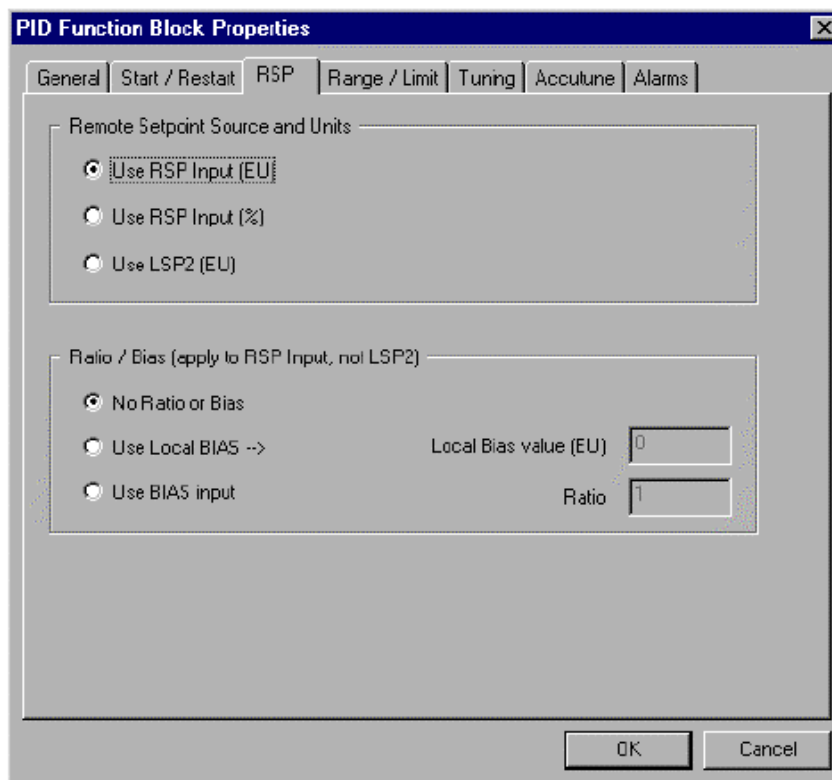 PID Function Block Properties
General Start / Restart RSP Range / Limit Tuning Accutune Alarms
Remote Setpoint Source and Units
Use RSP Input (EU
Use RSP Input (%)
Use LSP2 (EU)
Ratio / Bias (apply to RSP Input, not LSP2)
No Ratio or Bias
Use Local BIAS --> Local Bias value (EU) 0
Use BIAS input Ratio 1
OK Cancel